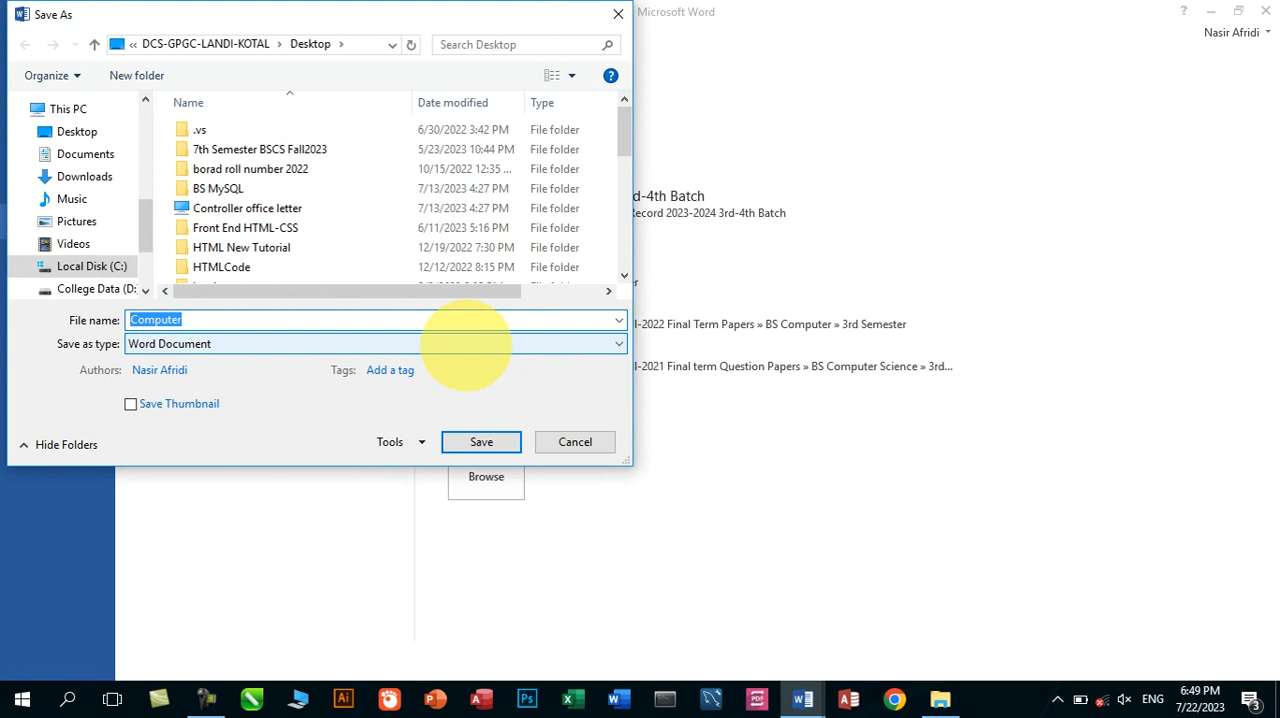 Save As
Microsoft Word
?
Nasir Afridi
« DCS-GPGC-LANDI-KOTAL > Desktop >
Search Desktop
Organize
New folder
?
This PC
Desktop
Documents
Downloads
Music
Pictures
Videos
Local Disk (C:)
College Data (D:
Name Date modified Type
.vs 6/30/2022 3:42 PM File folder
7th Semester BSCS Fall2023 5/23/2023 10:44 PM File folder
borad roll number 2022 10/15/2022 12:35 ... File folder
BS MySQL 7/13/2023 4:27 PM File folder
Controller office letter 7/13/2023 4:27 PM File folder
Front End HTML-CSS 6/11/2023 5:16 PM File folder
HTML New Tutorial 12/19/2022 7:30 PM File folder
HTMLCode 12/12/2022 8:15 PM File folder
d-4th Batch
Record 2023-2024 3rd-4th Batch
er
I-2022 Final Term Papers » BS Computer » 3rd Semester
I-2021 Final term Question Papers » BS Computer Science » 3rd...
File name: Computer
Save as type: Word Document
Authors: Nasir Afridi
Tags: Add a tag
Save Thumbnail
Hide Folders
Tools
Save
Cancel
Browse
Ai
Ps
PDF
ENG
6:49 PM
7/22/2023
3